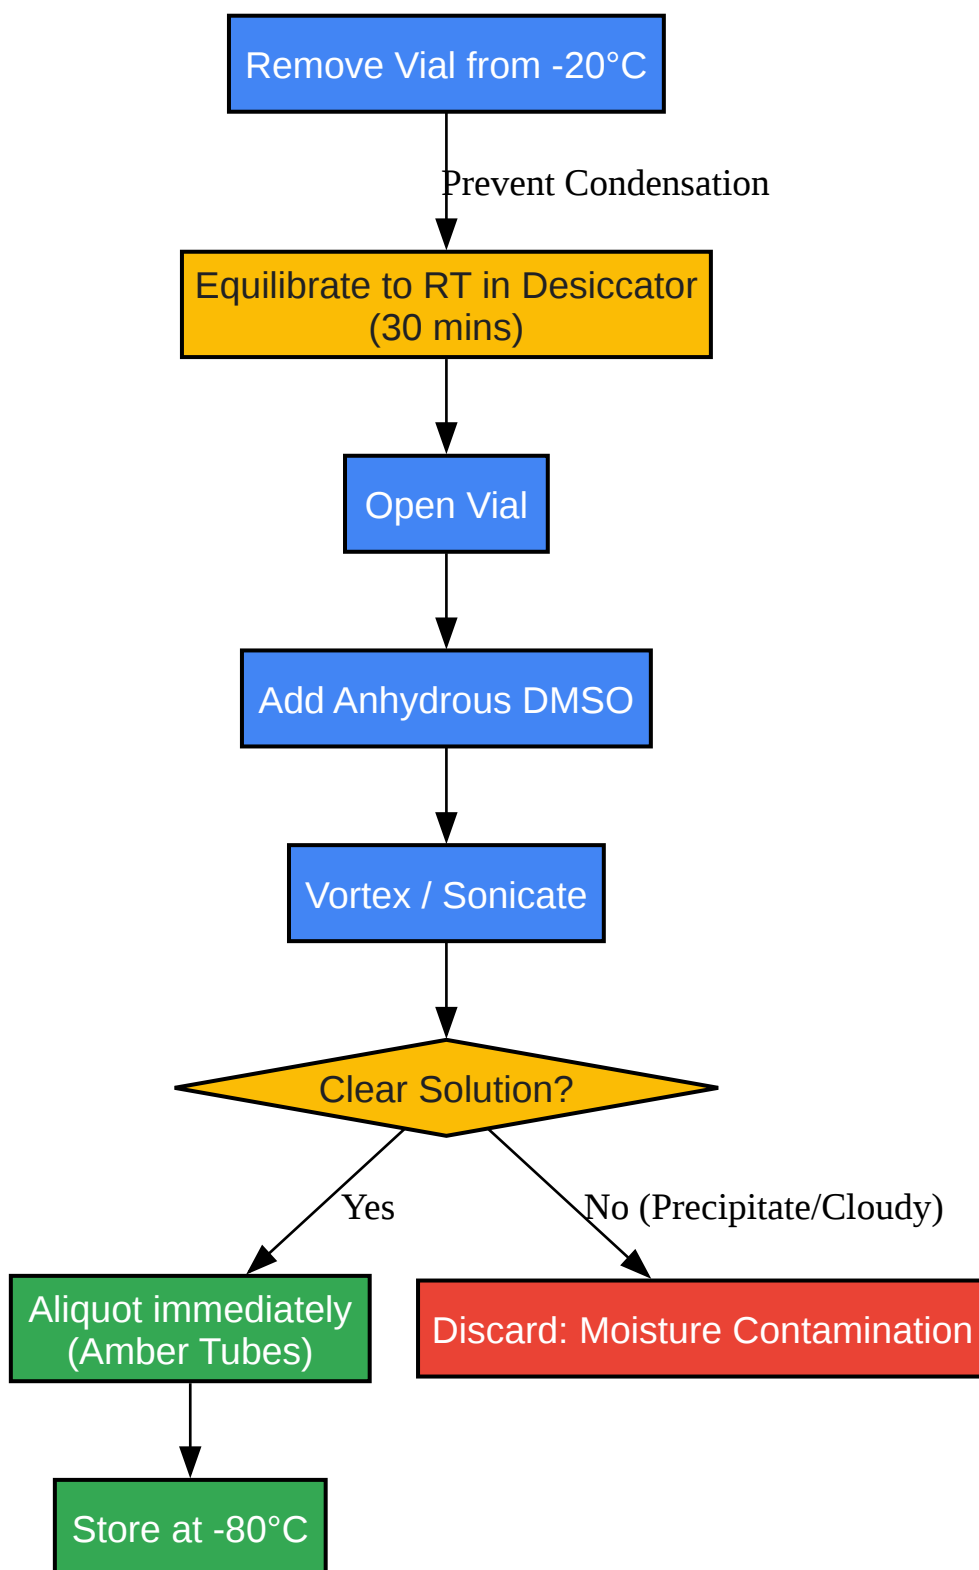 Remove Vial from -20°C
Prevent Condensation
Equilibrate to RT in Desiccator
(30 mins)
Open Vial
Add Anhydrous DMSO
Vortex / Sonicate
Clear Solution?
Yes
No (Precipitate/Cloudy)
Aliquot immediately
(Amber Tubes)
Discard: Moisture Contamination
Store at -80°C